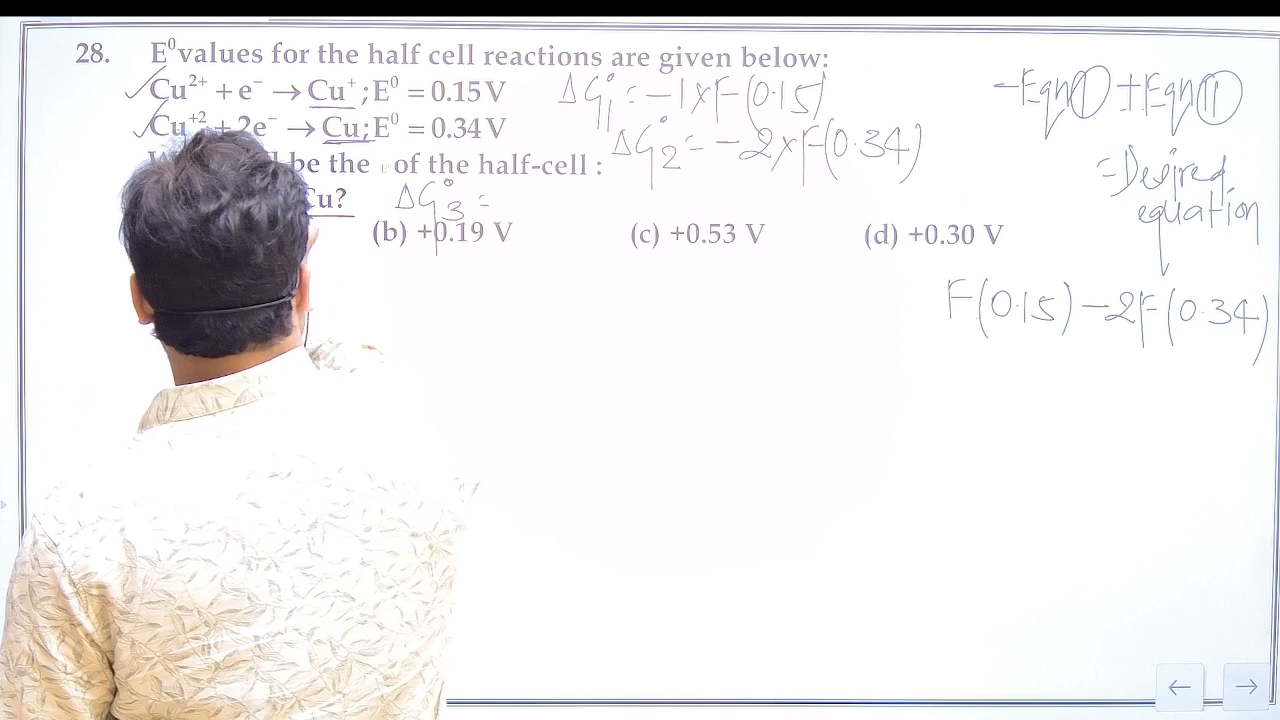 28. E⁰values for the half cell reactions are given below:
Cu²⁺ + e⁻ → Cu⁺; E⁰ = 0.15 V
Cu⁺² + 2e⁻ → Cu; E⁰ = 0.34 V
be the of the half-cell :
Cu?
(b) +0.19 V (c) +0.53 V (d) +0.30 V
ΔG°₁ = -1×F(0.15)
ΔG°₂ = -2×F(0.34)
ΔG°₃ =
-Eqn(I) + Eqn(II)
= Desired
equation
F(0.15) - 2F(0.34)